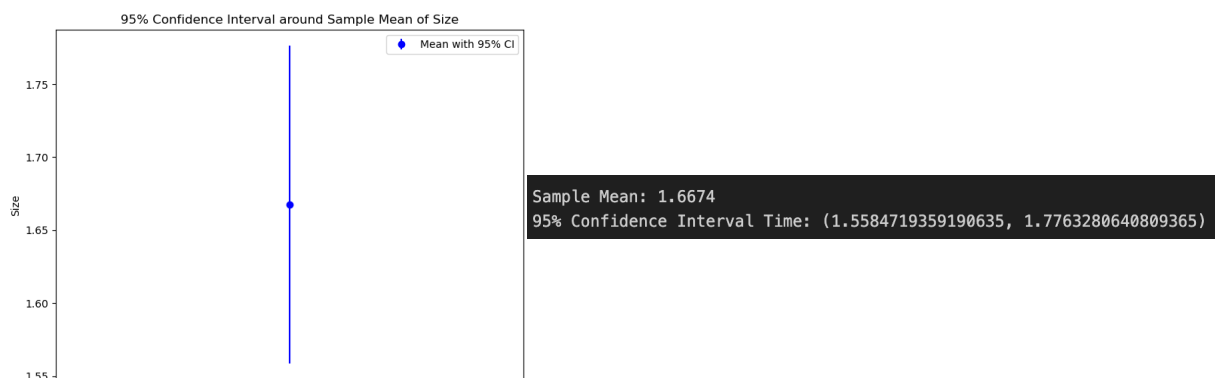 95% Confidence Interval around Sample Mean of Size
Mean with 95% CI
1.75
1.70
1.65
1.60
1.55
Size
Sample Mean: 1.6674
95% Confidence Interval Time: (1.5584719359190635, 1.7763280640809365)